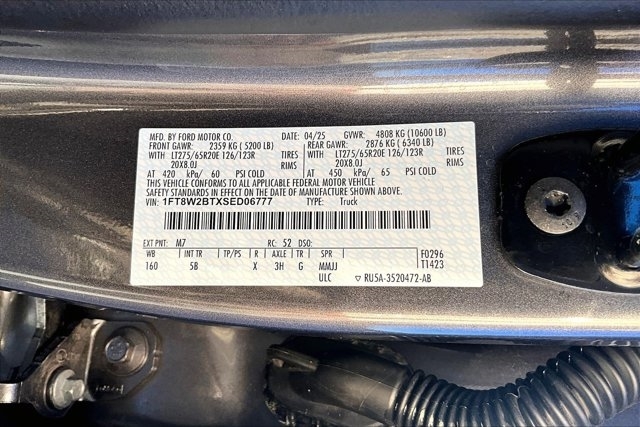 MFD. BY FORD MOTOR CO. 04/25 GVWR: 4808 KG (10600 LB)
FRONT GAWR: 2359 KG ( 5200 LB) REAR GAWR: 2876 KG ( 6340 LB)
WITH LT275/65R20E 126/123R TIRES WITH LT275/65R20E 126/123R TIRES
20X8.0J RIMS 20X8.0J RIMS
AT 420 kPa/ 60 PSI COLD AT 450 kPa/ 65 PSI COLD
THIS VEHICLE CONFORMS TO ALL APPLICABLE FEDERAL MOTOR VEHICLE
SAFETY STANDARDS IN EFFECT ON THE DATE OF MANUFACTURE SHOWN ABOVE.
VIN: 1FT8W2BTXSED06777 TYPE: Truck
EXT PNT: M7 RC: 52 DSO:
WB INT TR TP/PS R AXLE TR SPR F0296
160 5B X 3H G MMJJ T1423
ULC ▽ RU5A-3520472-AB